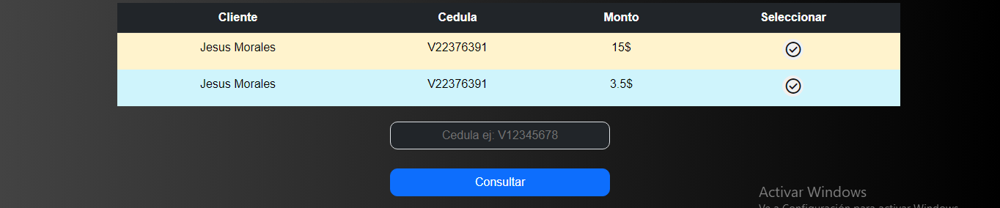 Cliente Cedula Monto Seleccionar
Jesus Morales V22376391 15$
Jesus Morales V22376391 3.5$
Cedula ej: V12345678
Consultar
Activar Windows
Ve a Configuración para activar Windows.